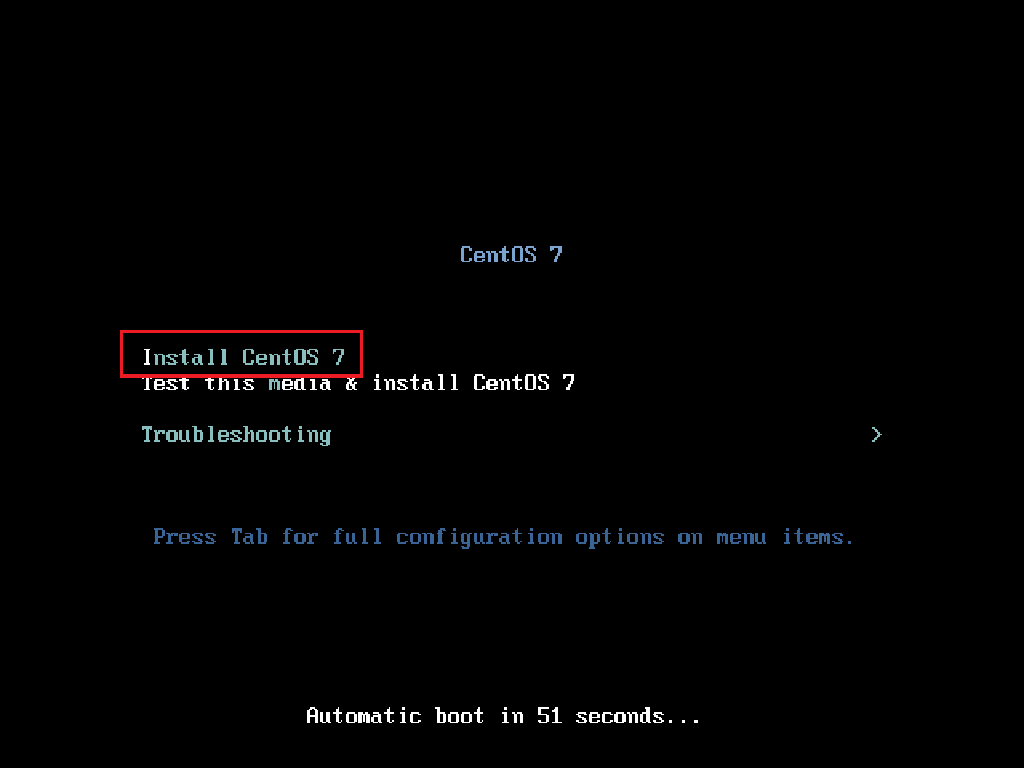 CentOS 7
Install CentOS 7
Test this media & install CentOS 7
Troubleshooting >
Press Tab for full configuration options on menu items.
Automatic boot in 51 seconds...